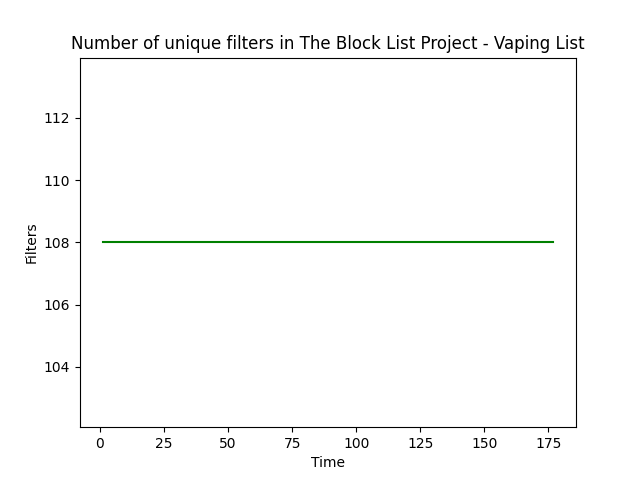 Number of unique filters in The Block List Project - Vaping List
112
110
108
106
104
Filters
0 25 50 75 100 125 150 175
Time